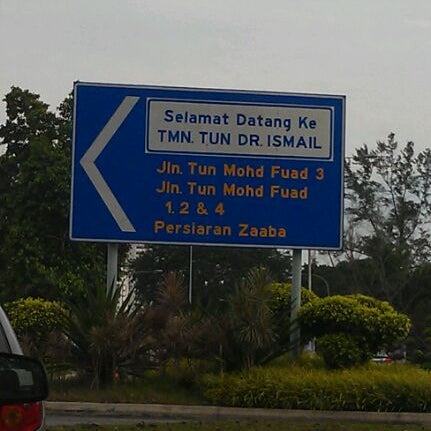 Selamat Datang Ke
TMN. TUN DR. ISMAIL
Jln. Tun Mohd Fuad 3
Jln. Tun Mohd Fuad
1. 2 & 4
Persiaran Zaaba